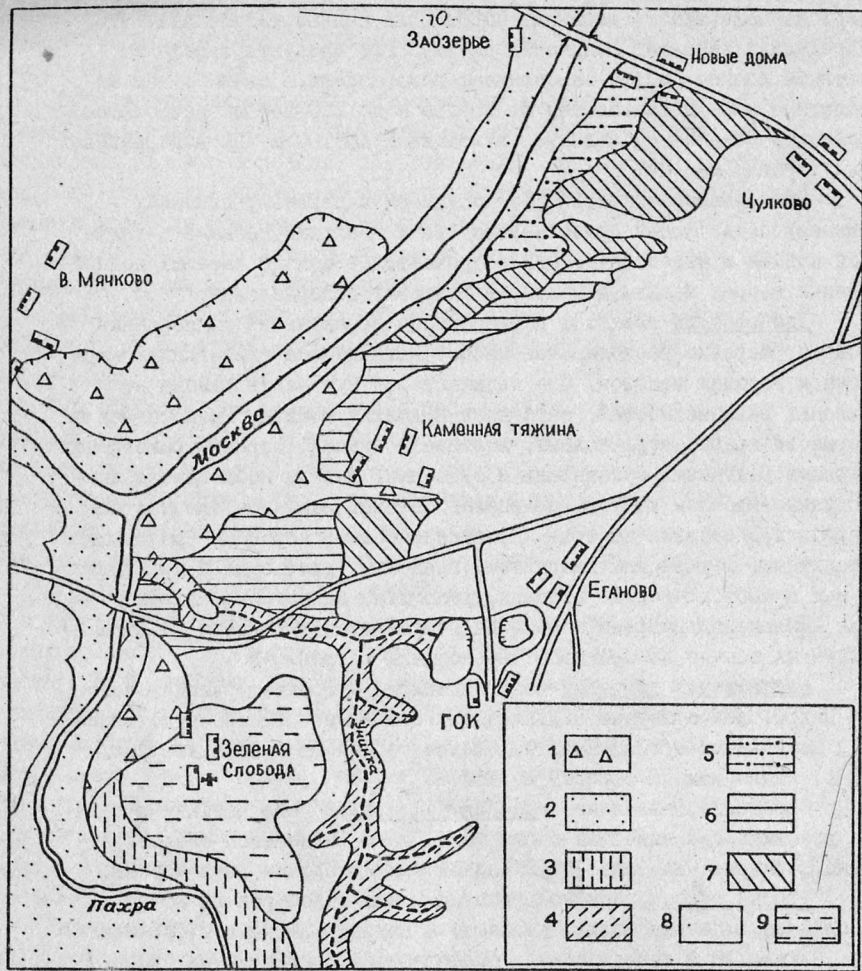 Ю.
Заозерье
Новые дома
Чулково
В. Мячково
Москва
Каменная тяжина
Еганово
ГОК
Зеленая
Слобода
Пахра
1
2
3
4
5
6
7
8
9